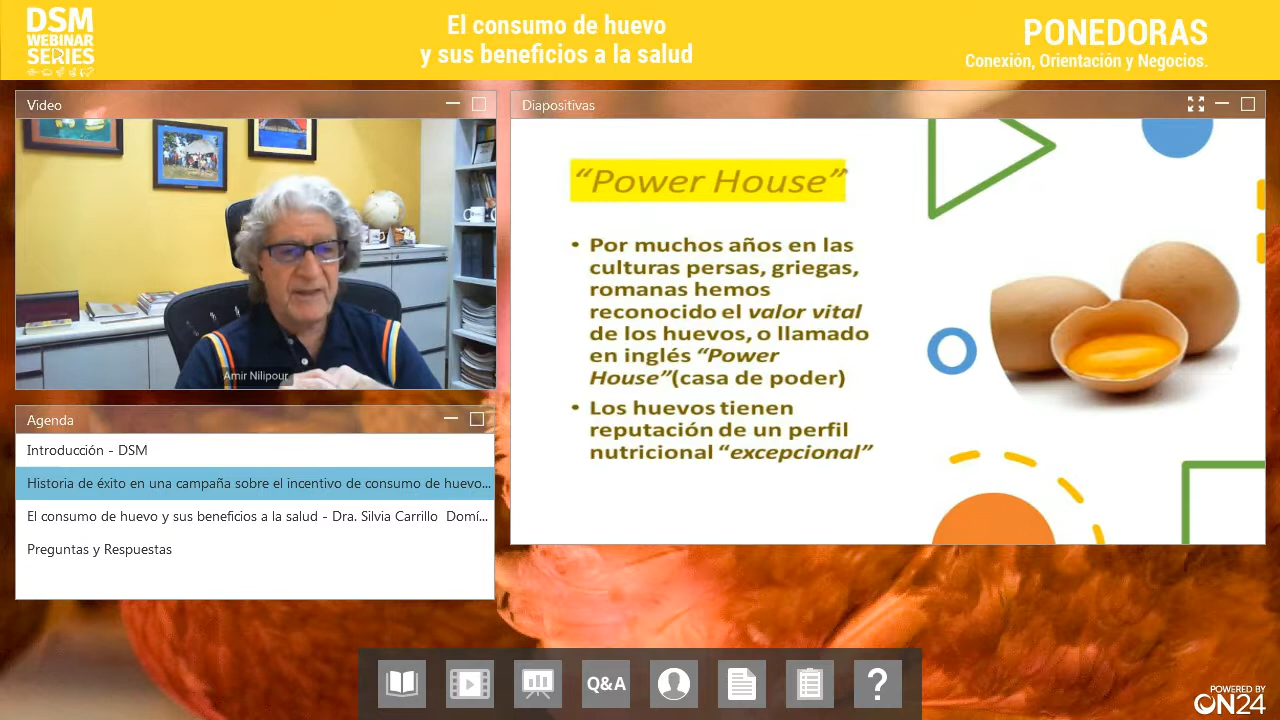 DSM
WEBINAR
SERIES
El consumo de huevo
y sus beneficios a la salud
PONEDORAS
Conexión, Orientación y Negocios.
Video
Amir Nilipour
Diapositivas
“Power House”
• Por muchos años en las
culturas persas, griegas,
romanas hemos
reconocido el valor vital
de los huevos, o llamado
en inglés “Power
House”(casa de poder)
• Los huevos tienen
reputación de un perfil
nutricional “excepcional”
Agenda
Introducción - DSM
Historia de éxito en una campaña sobre el incentivo de consumo de huevo...
El consumo de huevo y sus beneficios a la salud - Dra. Silvia Carrillo Domí...
Preguntas y Respuestas
Q&A
?
POWERED BY
ON24